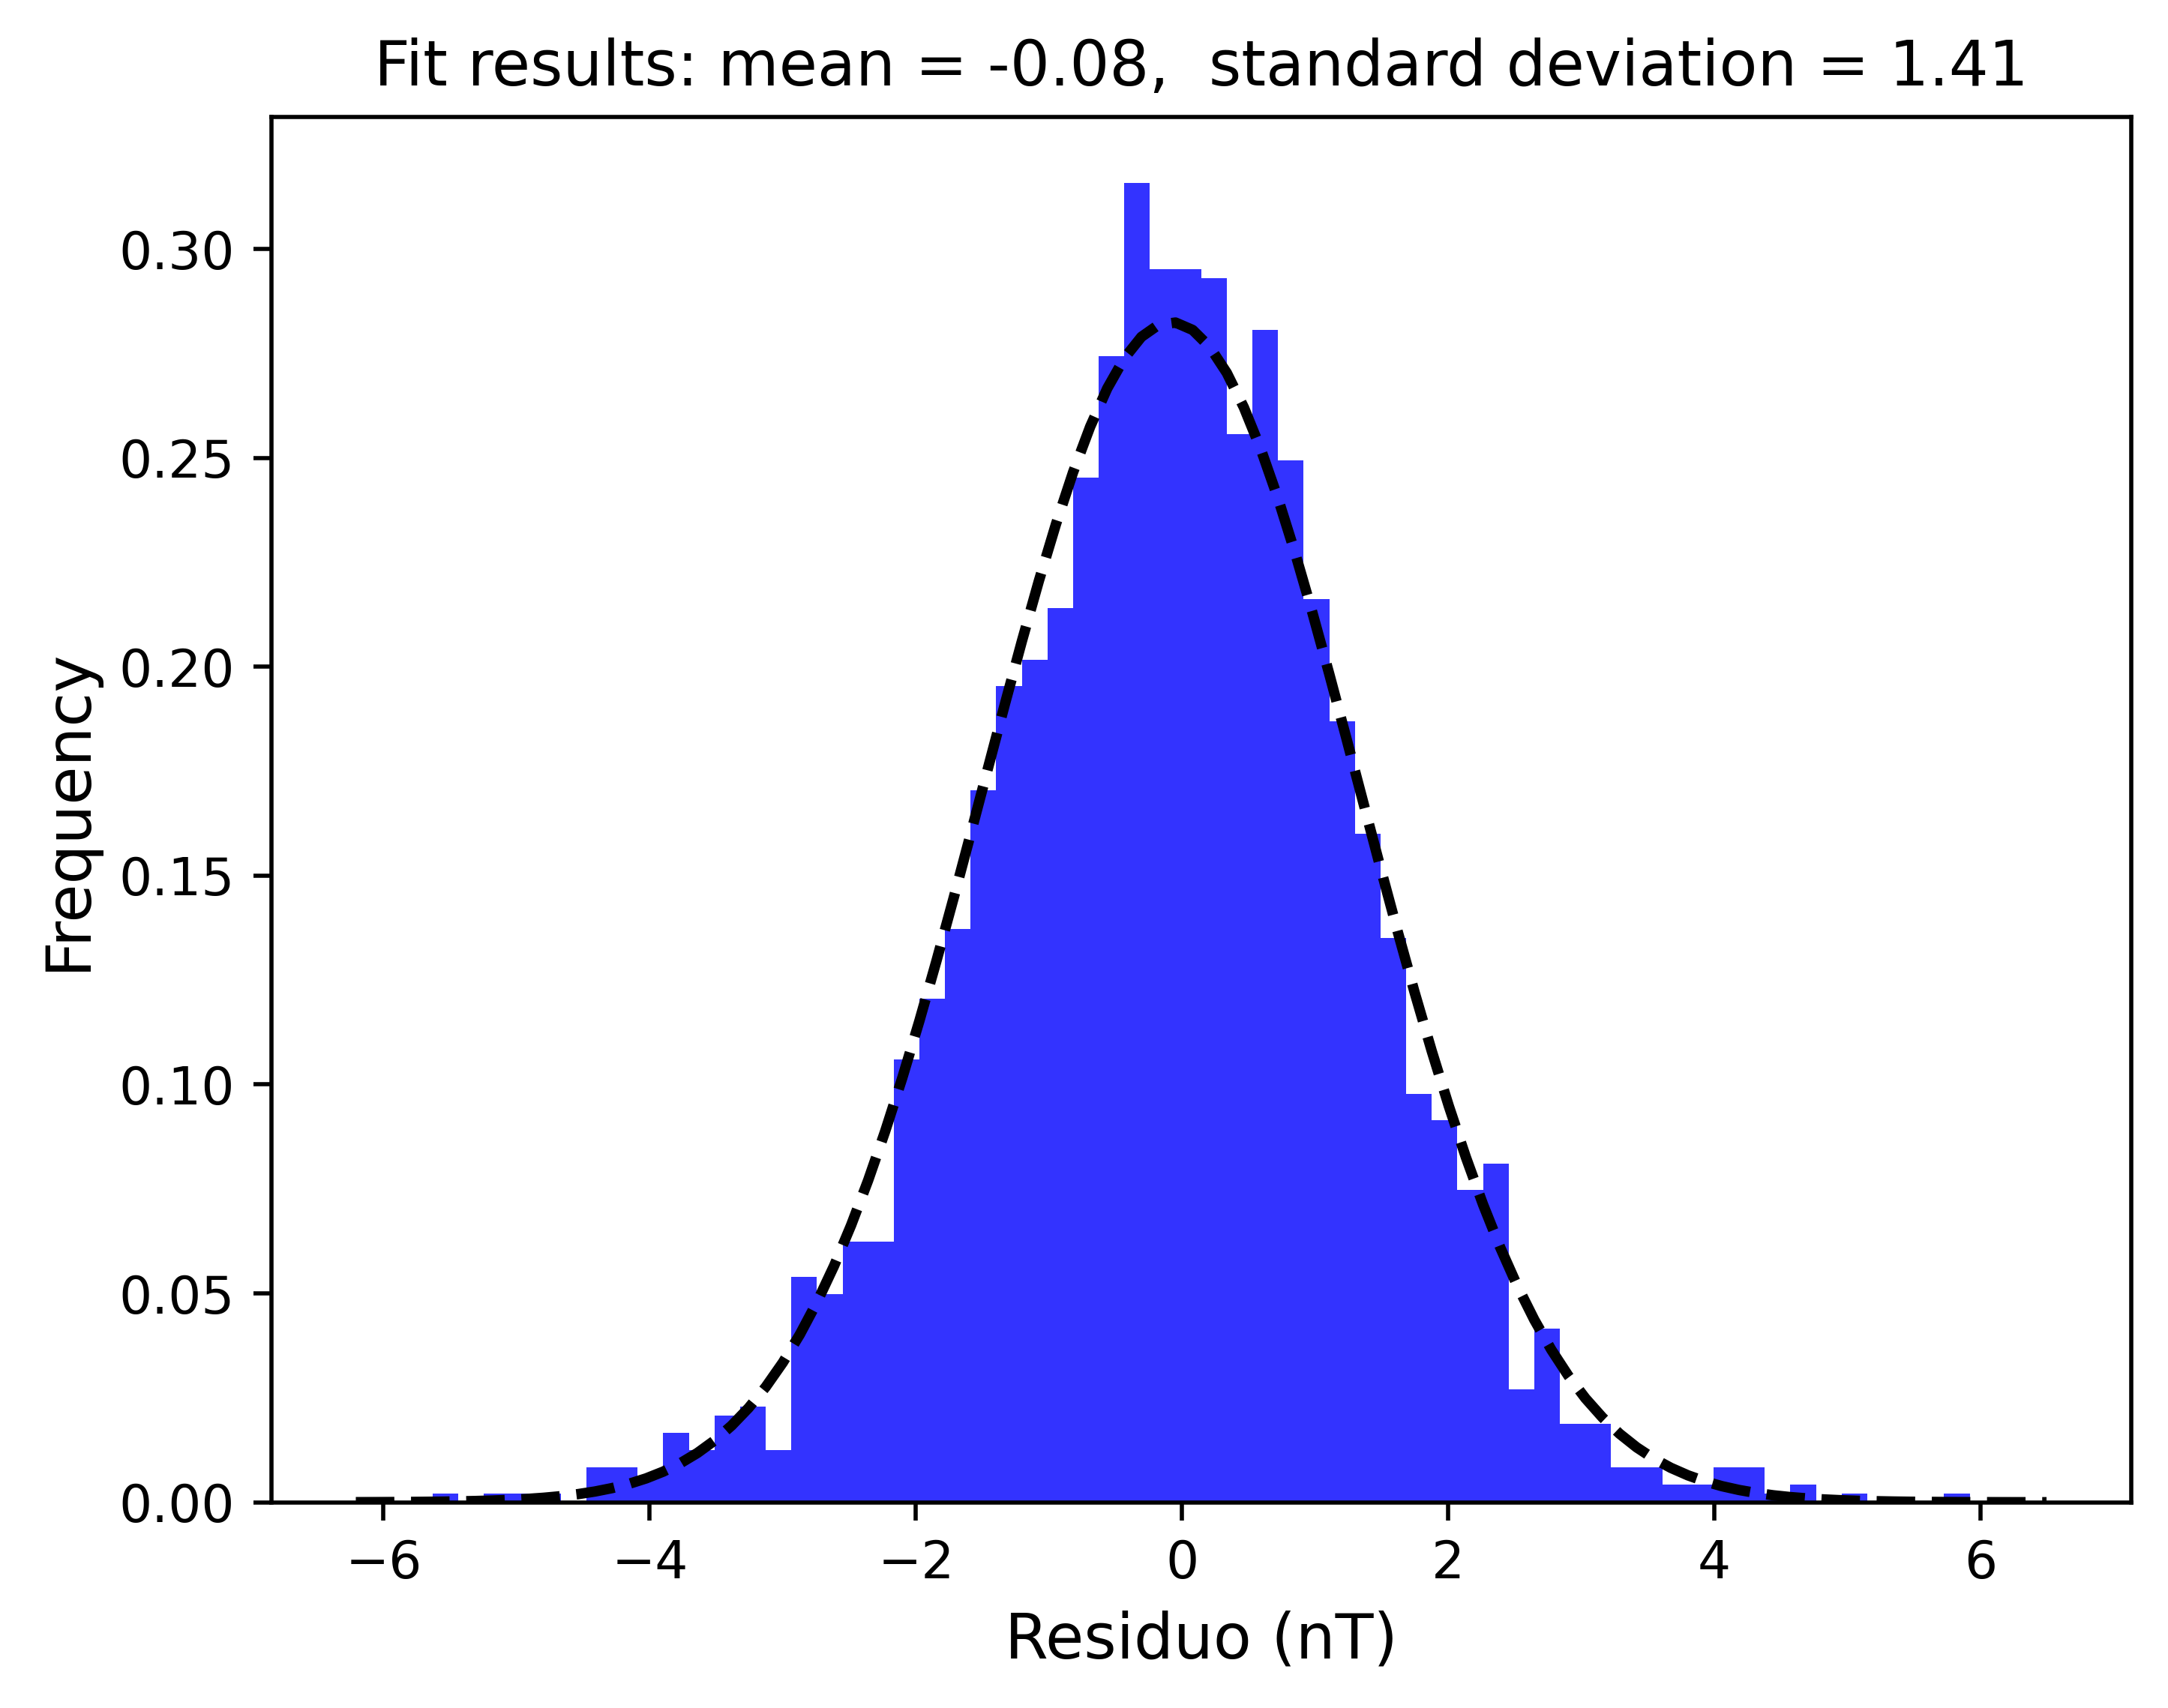 Fit results: mean = -0.08,  standard deviation = 1.41
Frequency
0.30
0.25
0.20
0.15
0.10
0.05
0.00
−6 −4 −2 0 2 4 6
Residuo (nT)